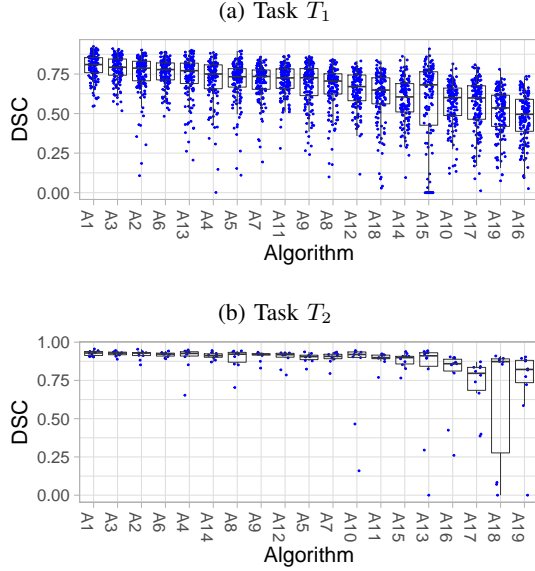 (a) Task T1
DSC
0.75
0.50
0.25
0.00
A1 A3 A2 A6 A13 A4 A5 A7 A11 A9 A8 A12 A18 A14 A15 A10 A17 A19 A16
Algorithm
(b) Task T2
DSC
1.00
0.75
0.50
0.25
0.00
A1 A3 A2 A6 A4 A14 A8 A9 A12 A5 A7 A10 A11 A15 A13 A16 A17 A18 A19
Algorithm